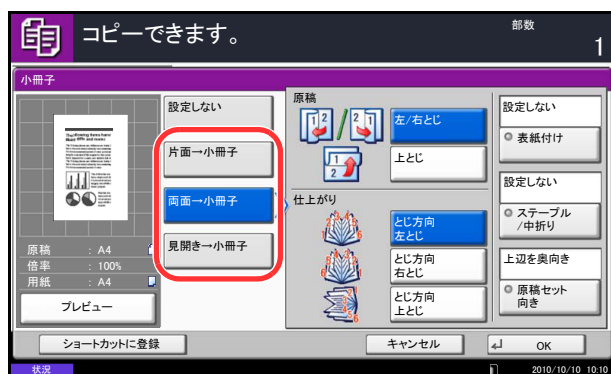 コピーできます。
部数
1
小冊子
設定しない
片面→小冊子
両面→小冊子
見開き→小冊子
原稿 : A4
倍率 : 100%
用紙 : A4
プレビュー
原稿
1 2 / 2 1
左/右とじ
1
2
上とじ
仕上がり
とじ方向
左とじ
とじ方向
右とじ
とじ方向
上とじ
設定しない
表紙付け
設定しない
ステープル
/中折り
上辺を奥向き
原稿セット
向き
ショートカットに登録
キャンセル
OK
状況
2010/10/10 10:10